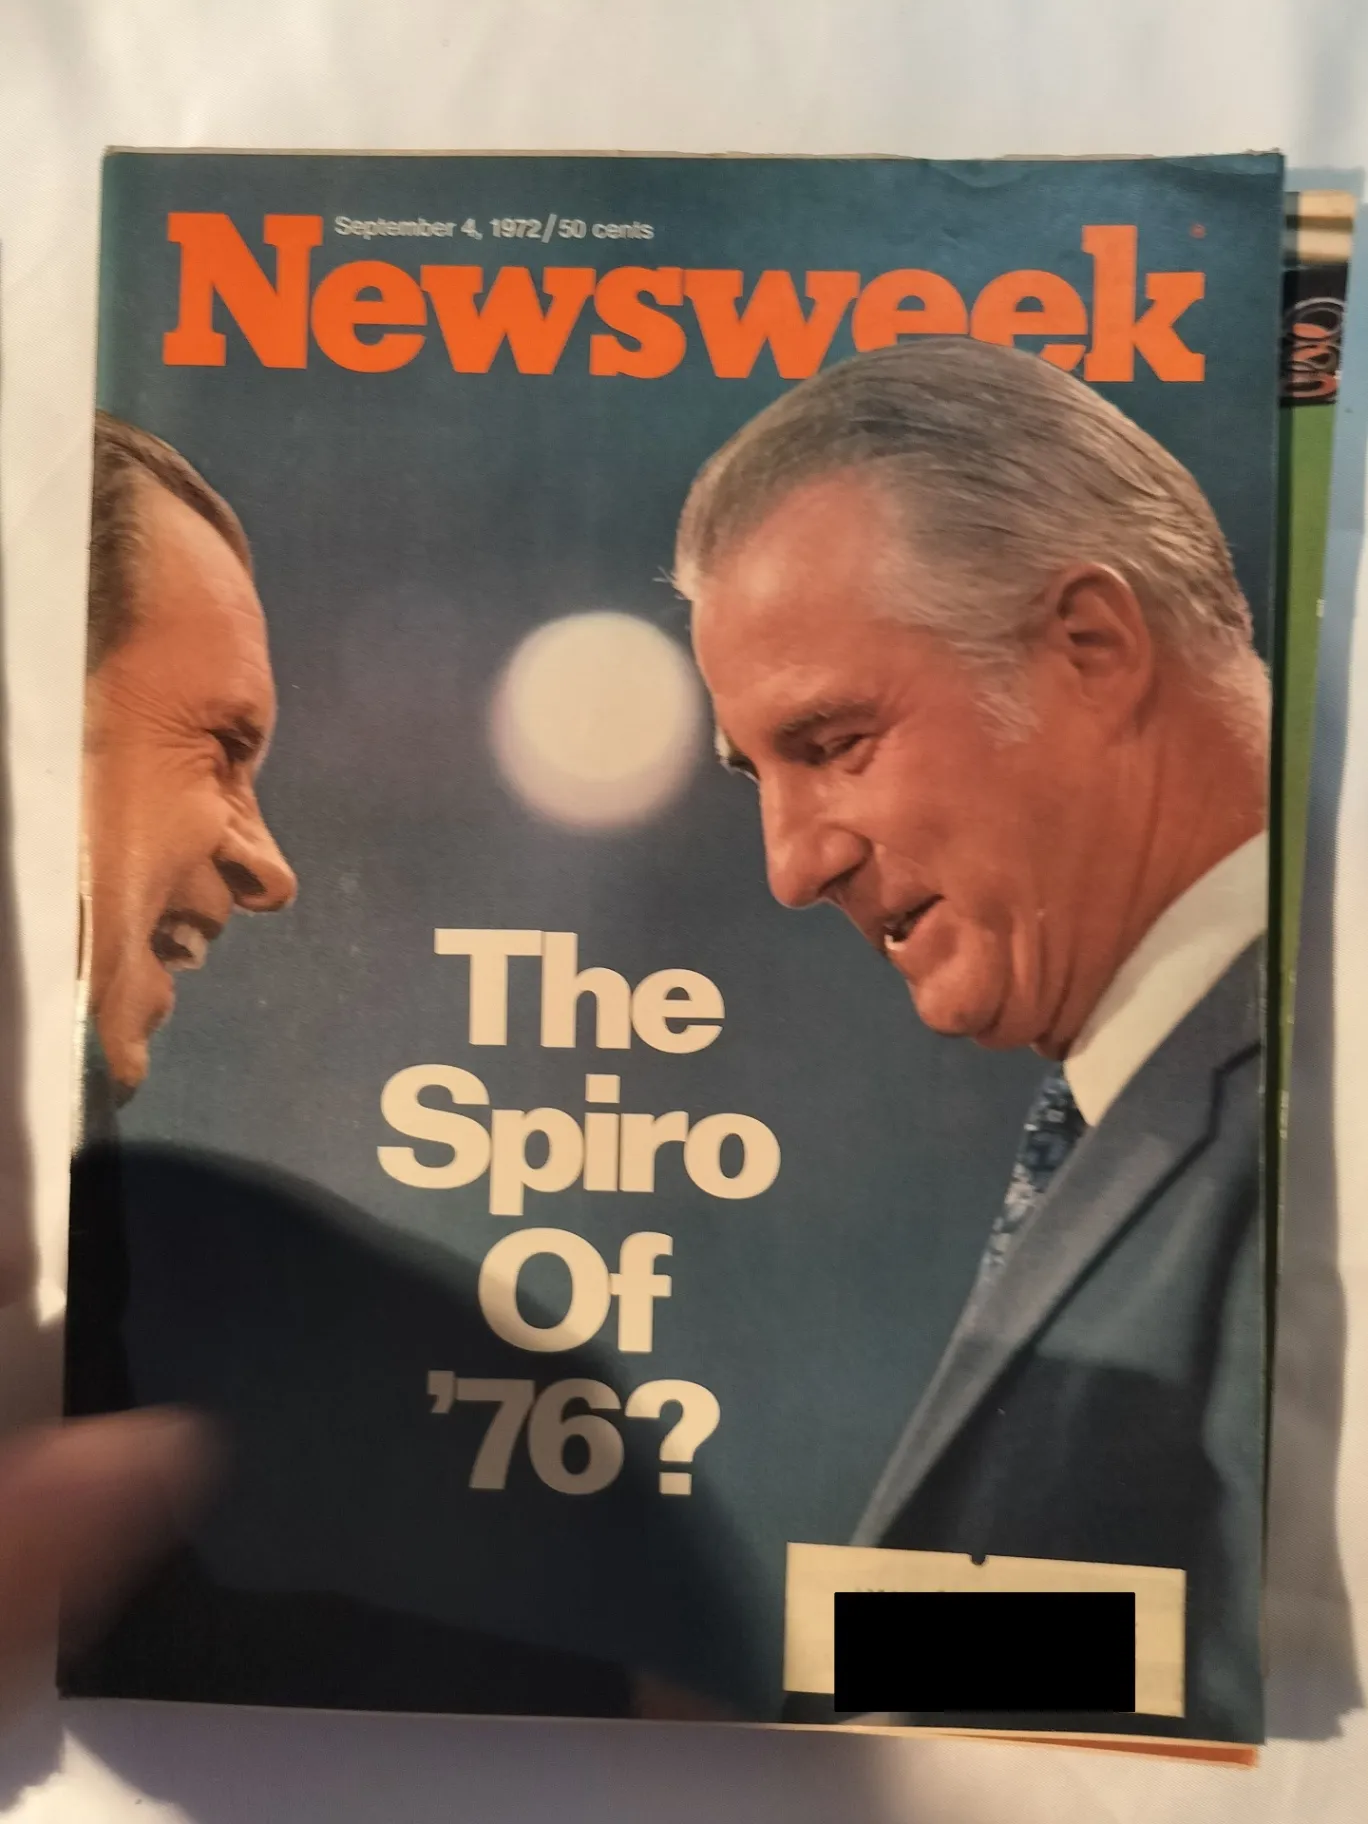 September 4, 1972/50 cents
Newsweek
The
Spiro
Of
'76?